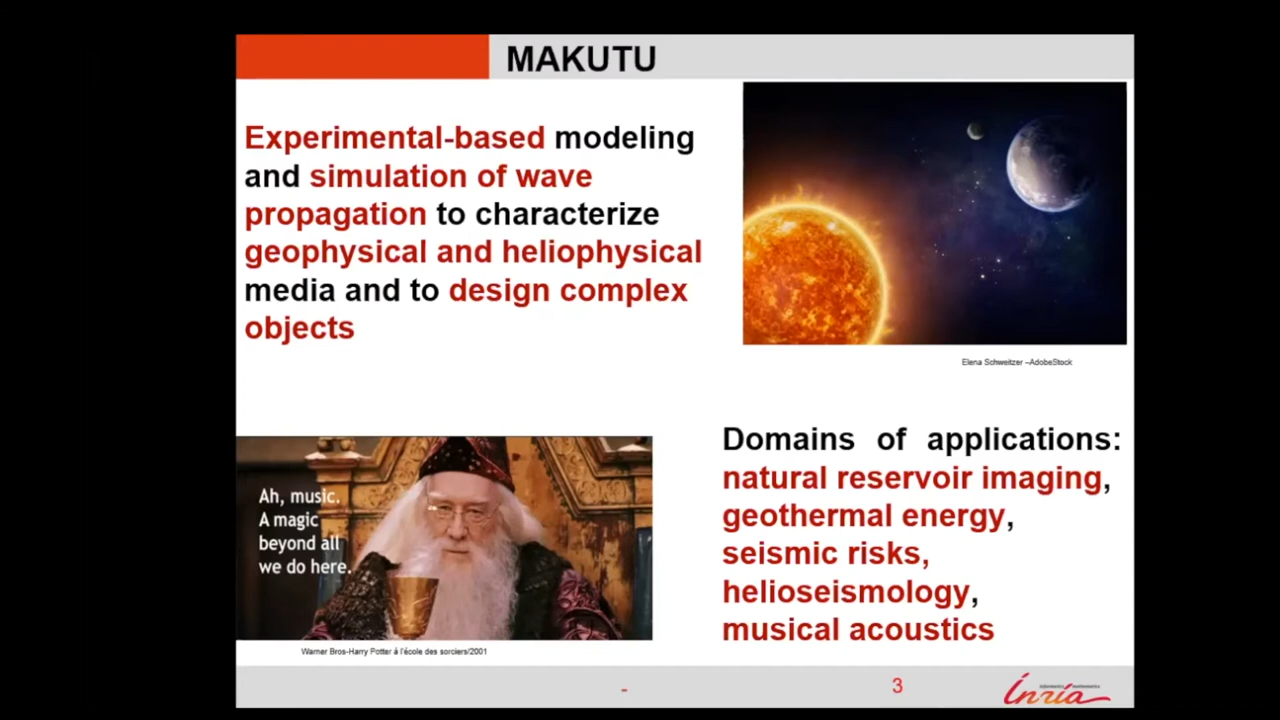 MAKUTU
Experimental-based modeling
and simulation of wave
propagation to characterize
geophysical and heliophysical
media and to design complex
objects
Elena Schweitzer –AdobeStock
Ah, music.
A magic
beyond all
we do here.
Warner Bros-Harry Potter à l'école des sorciers/2001
Domains of applications:
natural reservoir imaging,
geothermal energy,
seismic risks,
helioseismology,
musical acoustics
-
3
informatics mathematics
Inria